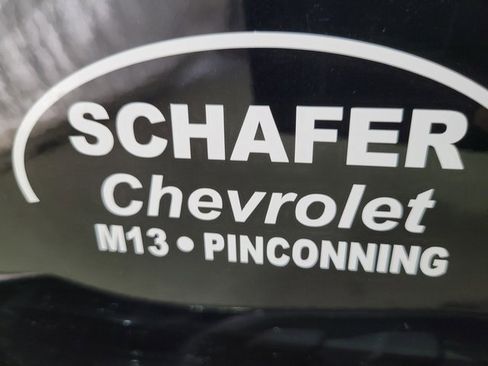 SCHAFER
Chevrolet
M13 • PINCONNING